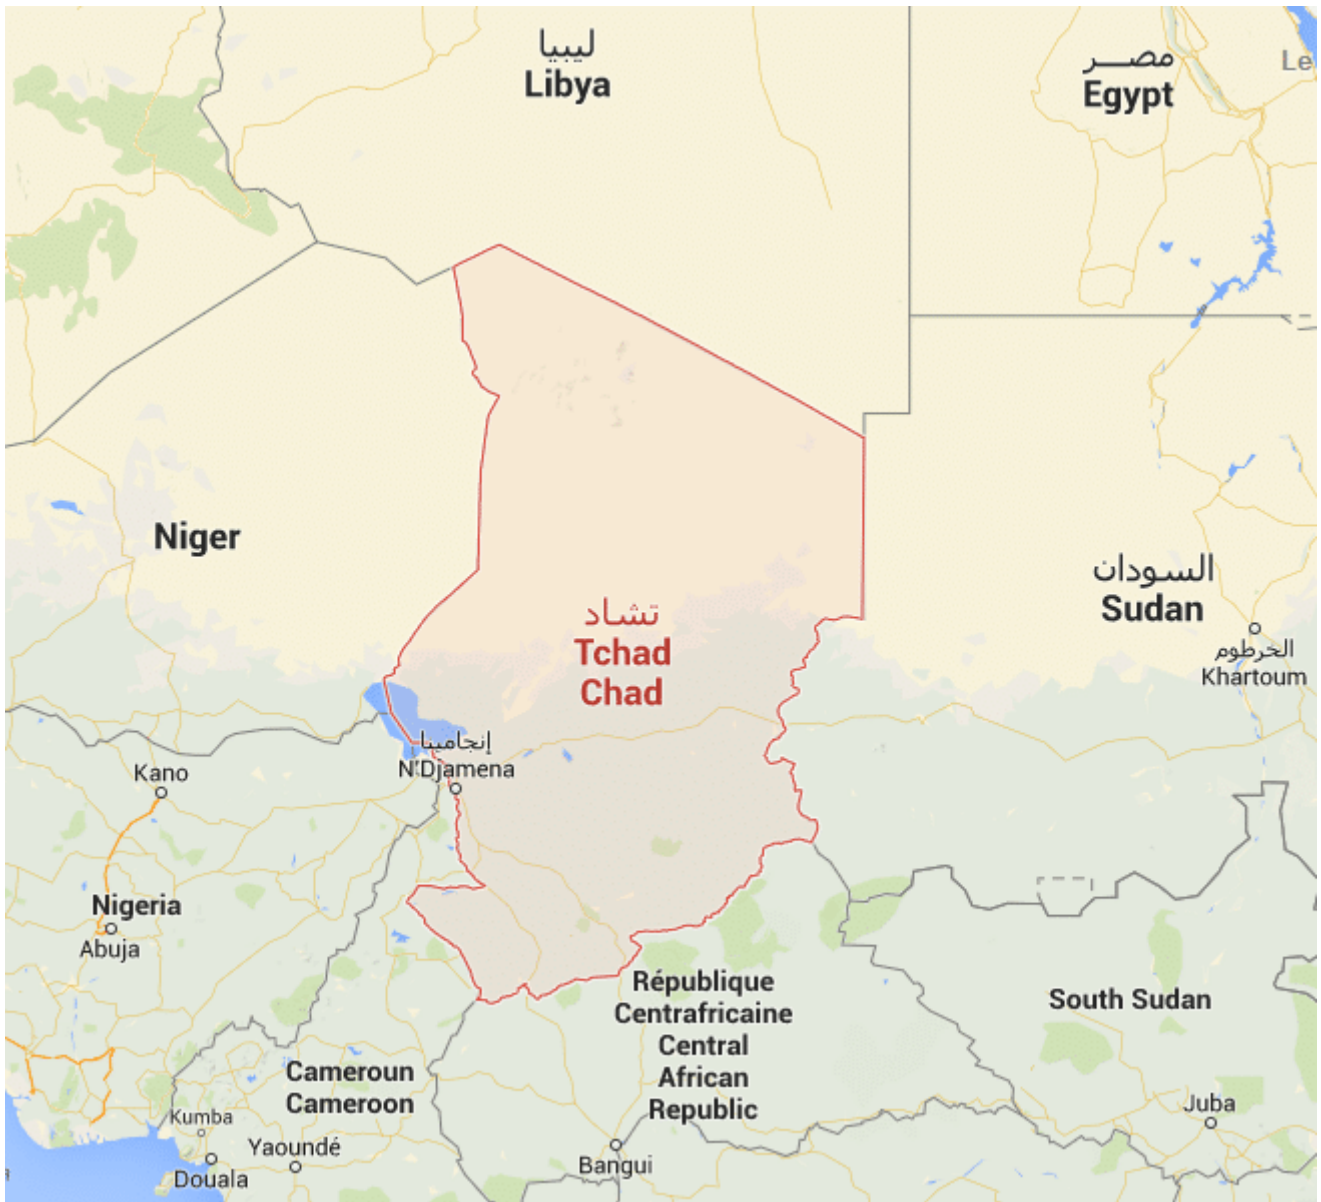 ليبيا
Libya
مصــر
Egypt
Le
Niger
السودان
Sudan
الخرطوم
Khartoum
تشاد
Tchad
Chad
إنجامينا
N'Djamena
Kano
Nigeria
Abuja
République
Centrafricaine
Central
African
Republic
South Sudan
Cameroun
Cameroon
Kumba
Yaoundé
Douala
Bangui
Juba